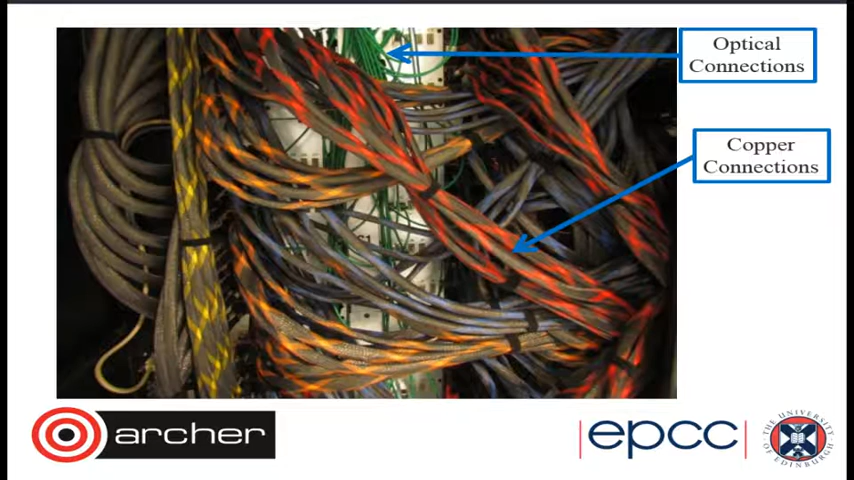 Optical
Connections
Copper
Connections
archer
epcc
THE UNIVERSITY
OF EDINBURGH